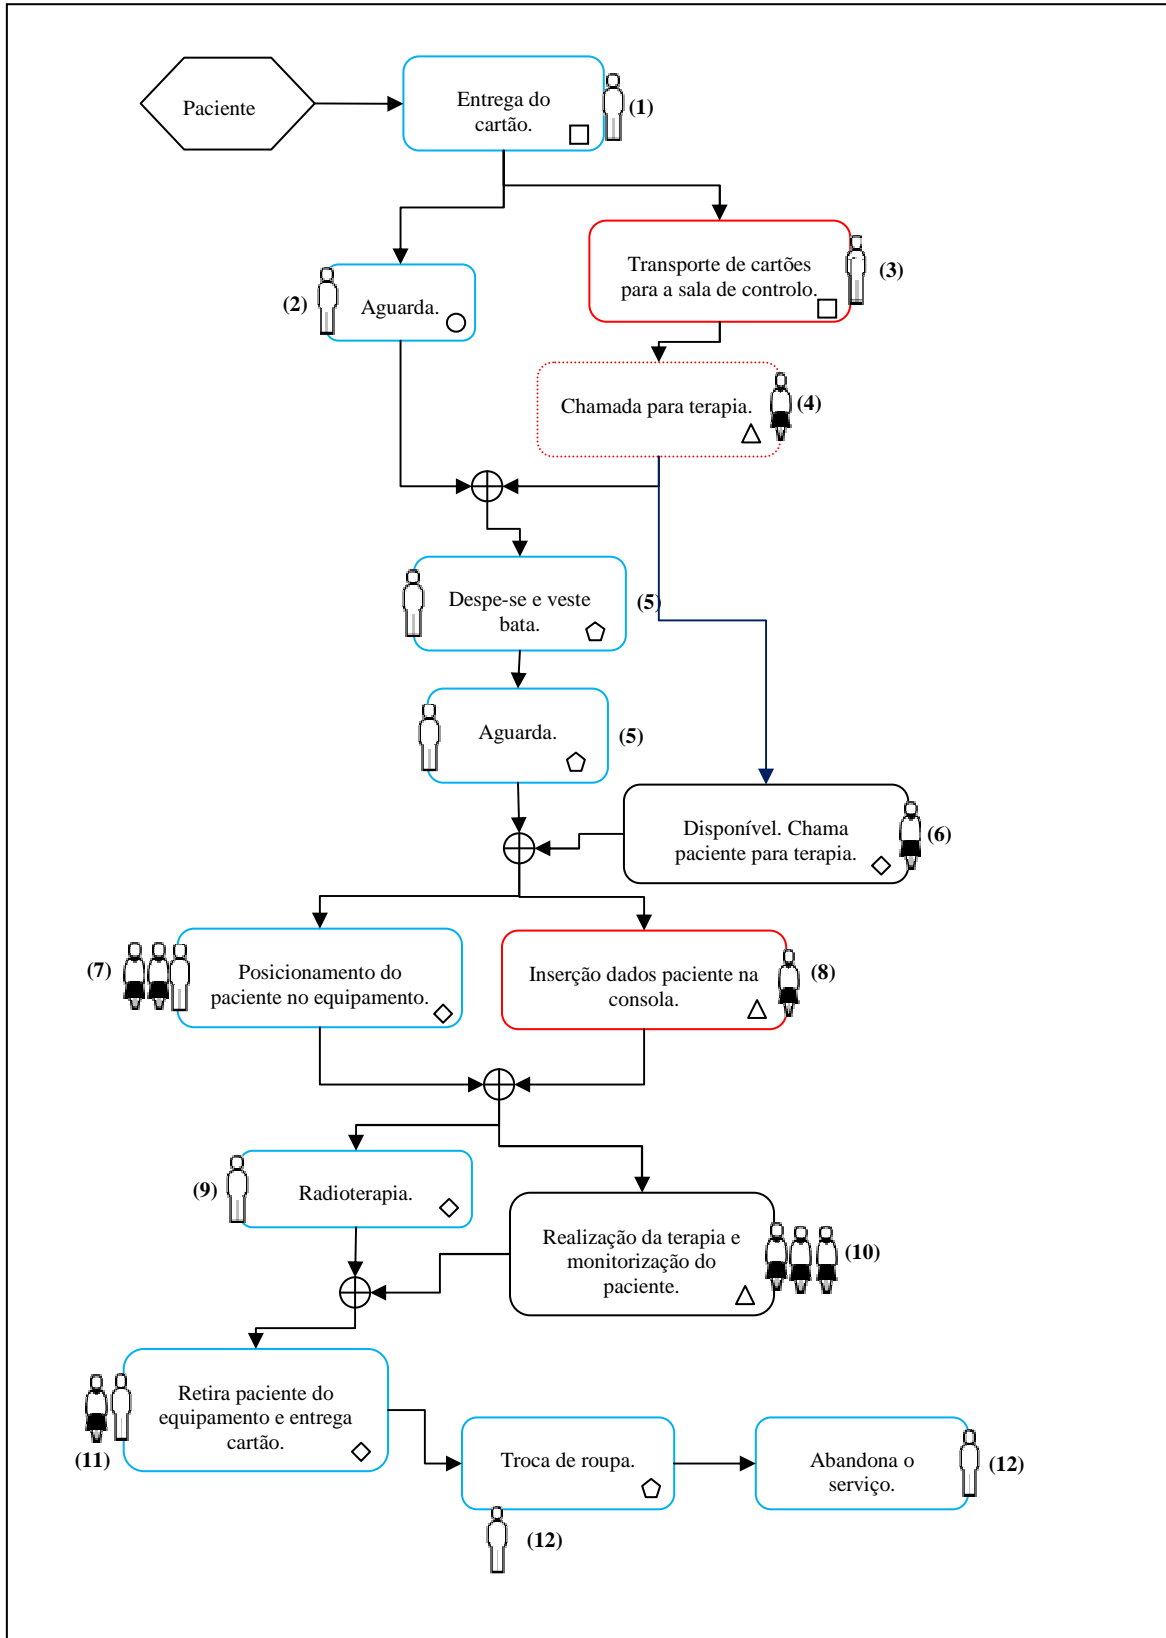 Paciente
Entrega do
cartão.
(1)
Transporte de cartões
para a sala de controlo.
(3)
(2)
Aguarda.
Chamada para terapia.
(4)
Despe-se e veste
bata.
(5)
Aguarda.
(5)
Disponível. Chama
paciente para terapia.
(6)
(7)
Posicionamento do
paciente no equipamento.
Inserção dados paciente na
consola.
(8)
(9)
Radioterapia.
Realização da terapia e
monitorização do
paciente.
(10)
Retira paciente do
equipamento e entrega
cartão.
(11)
Troca de roupa.
(12)
Abandona o
serviço.
(12)